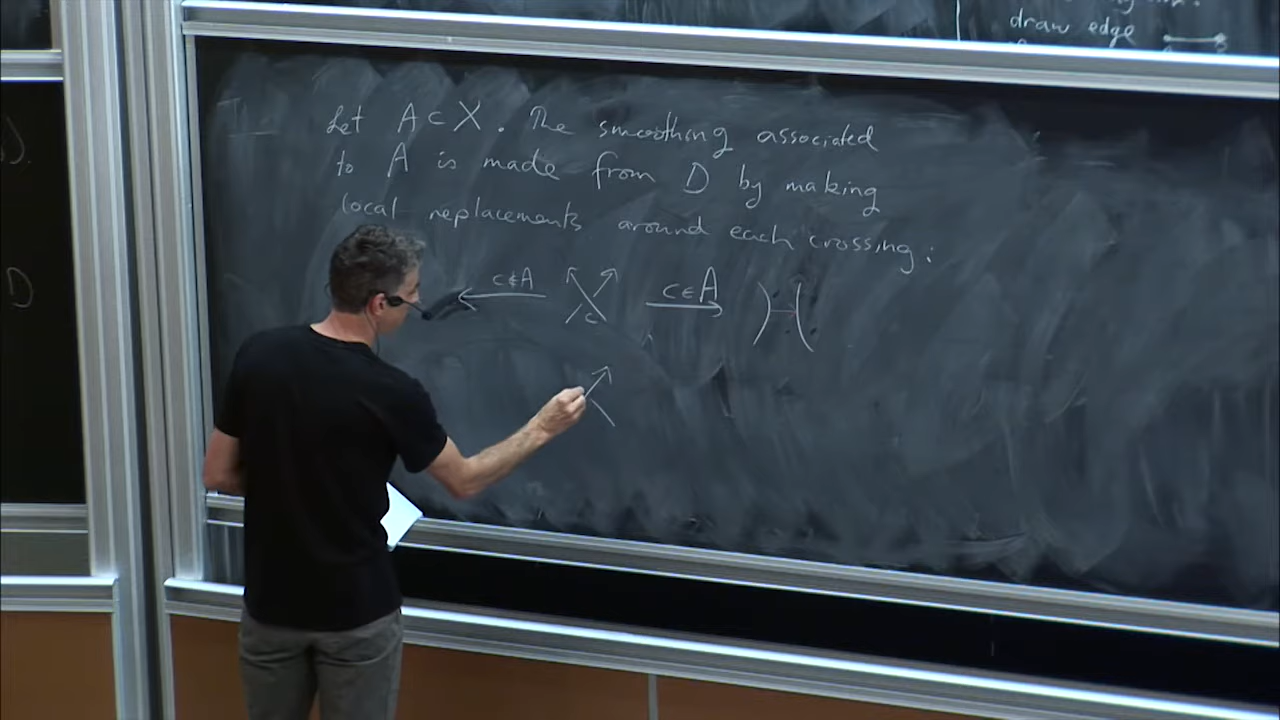 draw edge
D.
D
Let A ⊂ X. The smoothing associated
to A is made from D by making
local replacements around each crossing:
c∉A
c
c∈A